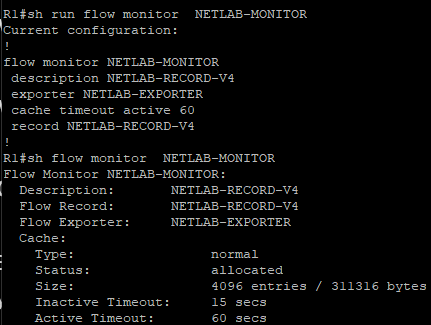 R1#sh run flow monitor  NETLAB-MONITOR
Current configuration:
!
flow monitor NETLAB-MONITOR
 description NETLAB-RECORD-V4
 exporter NETLAB-EXPORTER
 cache timeout active 60
 record NETLAB-RECORD-V4
!
R1#sh flow monitor  NETLAB-MONITOR
Flow Monitor NETLAB-MONITOR:
  Description:       NETLAB-RECORD-V4
  Flow Record:       NETLAB-RECORD-V4
  Flow Exporter:     NETLAB-EXPORTER
  Cache:
    Type:                 normal
    Status:               allocated
    Size:                 4096 entries / 311316 bytes
    Inactive Timeout:     15 secs
    Active Timeout:       60 secs